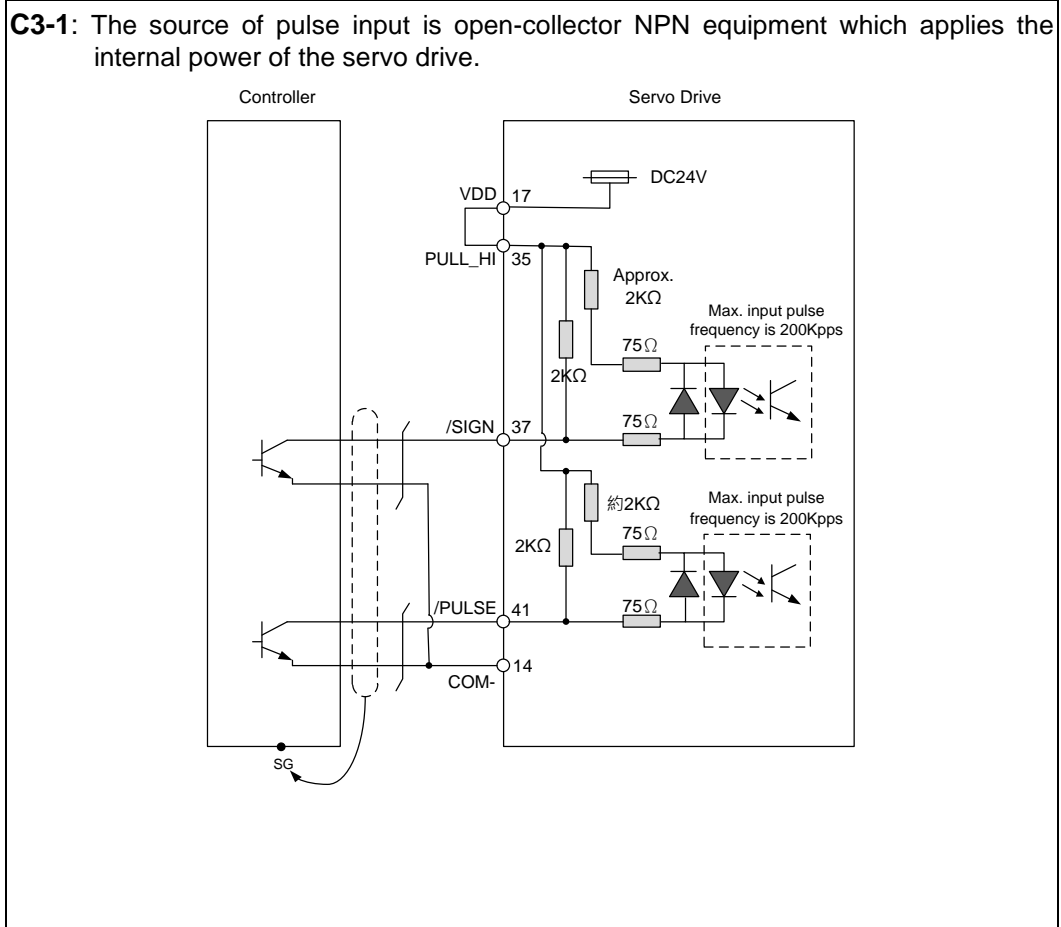 C3-1: The source of pulse input is open-collector NPN equipment which applies the
internal power of the servo drive.
Controller
Servo Drive
DC24V
VDD
17
PULL_HI
35
Approx.
2KΩ
Max. input pulse
frequency is 200Kpps
75Ω
2KΩ
75Ω
/SIGN
37
約2KΩ
Max. input pulse
frequency is 200Kpps
75Ω
2KΩ
75Ω
/PULSE
41
14
COM-
SG